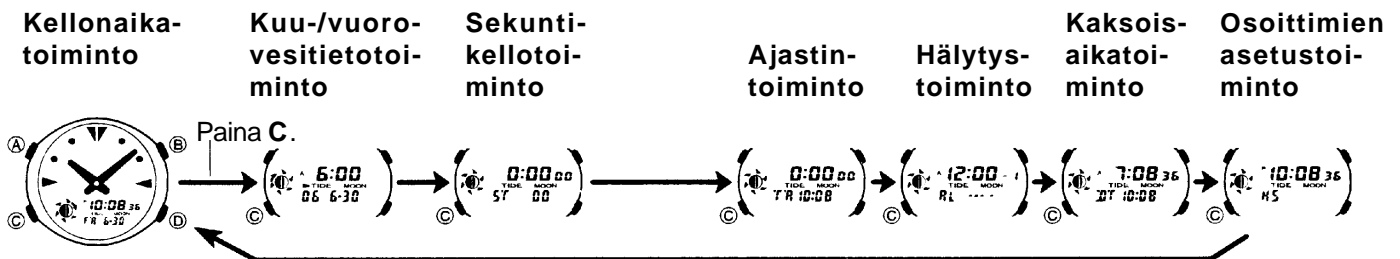 Kellonaika-
toiminto
Kuu-/vuoro-
vesitietotoi-
minto
Sekunti-
kellotoi-
minto
Ajastin-
toiminto
Hälytys-
toiminto
Kaksois-
aikatoi-
minto
Osoittimien
asetustoi-
minto
Paina C.
A
B
C
D
10:08 36
TIDE MOON
FR 6-30
C
6:00
TIDE MOON
06 6-30
C
0:00 00
TIDE MOON
ST 00
C
0:00 00
TIDE MOON
TR 10:08
C
12:00 - 1
TIDE MOON
AL -- --
C
7:08 36
TIDE MOON
DT 10:08
C
10:08 36
TIDE MOON
HS